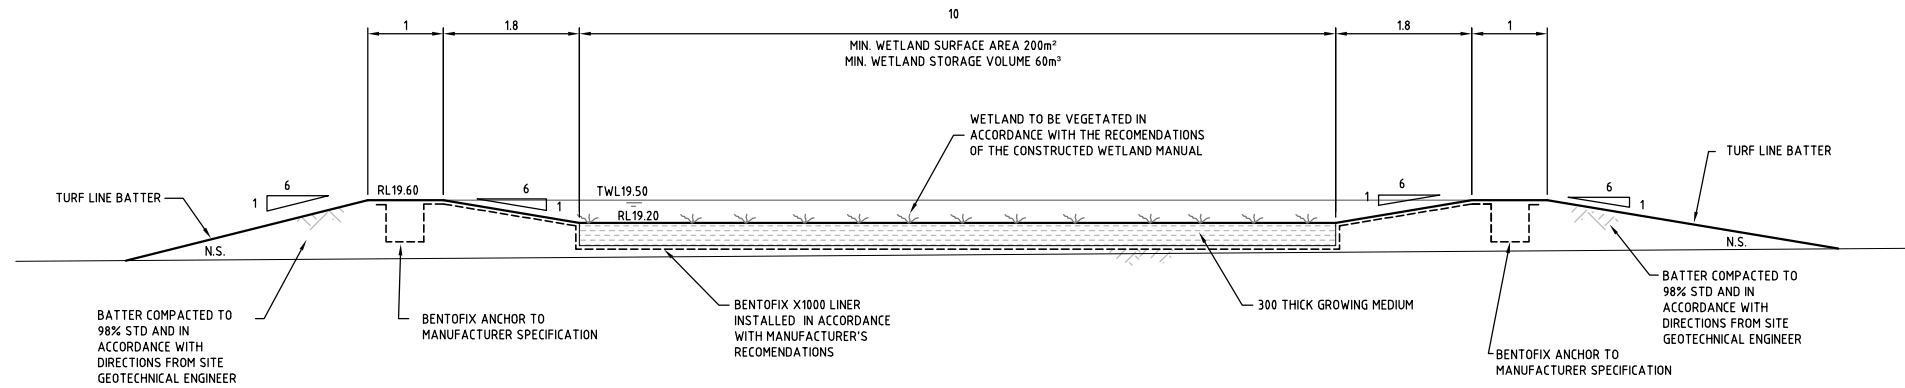 10
1
1.8
1.8
1
MIN. WETLAND SURFACE AREA 200m²
MIN. WETLAND STORAGE VOLUME 60m³
WETLAND TO BE VEGETATED IN
ACCORDANCE WITH THE RECOMENDATIONS
OF THE CONSTRUCTED WETLAND MANUAL
TURF LINE BATTER
TURF LINE BATTER
6
1
RL19.60
6
1
TWL19.50
RL19.20
1
6
6
1
N.S.
N.S.
BATTER COMPACTED TO
98% STD AND IN
ACCORDANCE WITH
DIRECTIONS FROM SITE
GEOTECHNICAL ENGINEER
BENTOFIX ANCHOR TO
MANUFACTURER SPECIFICATION
BENTOFIX X1000 LINER
INSTALLED IN ACCORDANCE
WITH MANUFACTURER'S
RECOMENDATIONS
300 THICK GROWING MEDIUM
BATTER COMPACTED TO
98% STD AND IN
ACCORDANCE WITH
DIRECTIONS FROM SITE
GEOTECHNICAL ENGINEER
BENTOFIX ANCHOR TO
MANUFACTURER SPECIFICATION